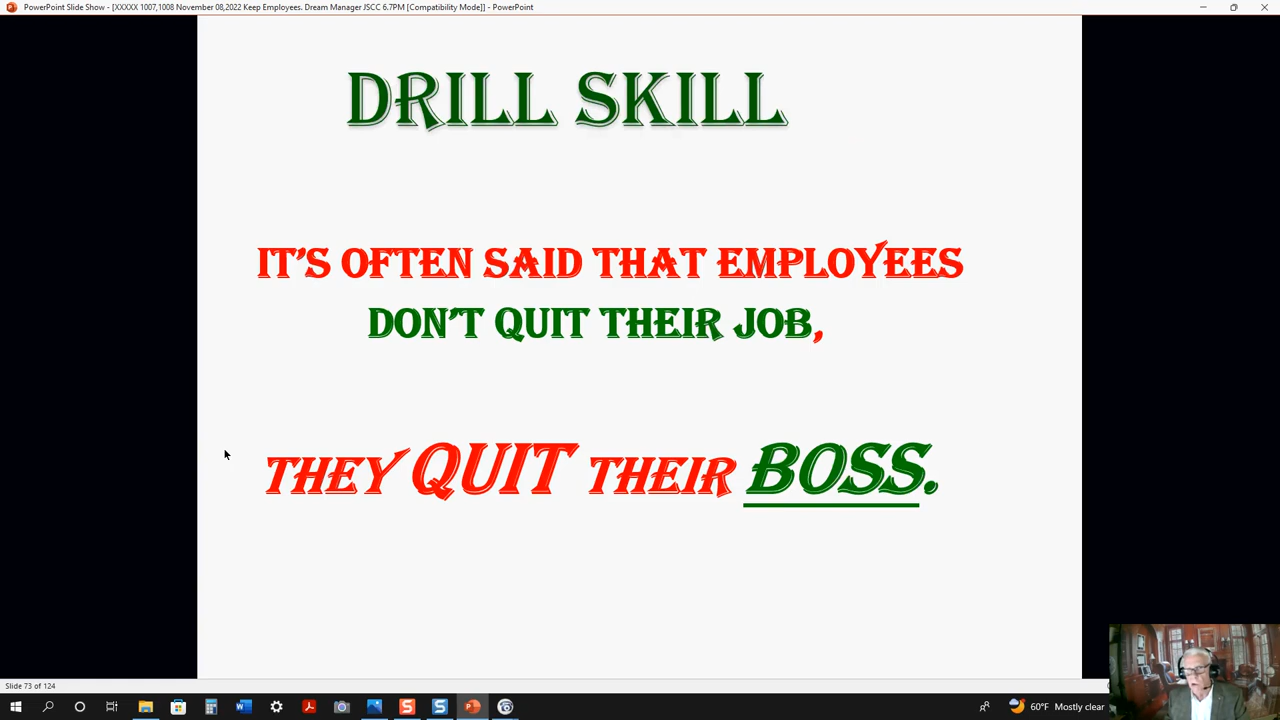 PowerPoint Slide Show - [XXXXX 1007,1008 November 08,2022 Keep Employees. Dream Manager JSCC 6.7PM [Compatibility Mode]] - PowerPoint
DRILL SKILL
IT'S OFTEN SAID THAT EMPLOYEES
DON'T QUIT THEIR JOB,
THEY QUIT THEIR BOSS.
Slide 73 of 124
60°F Mostly clear